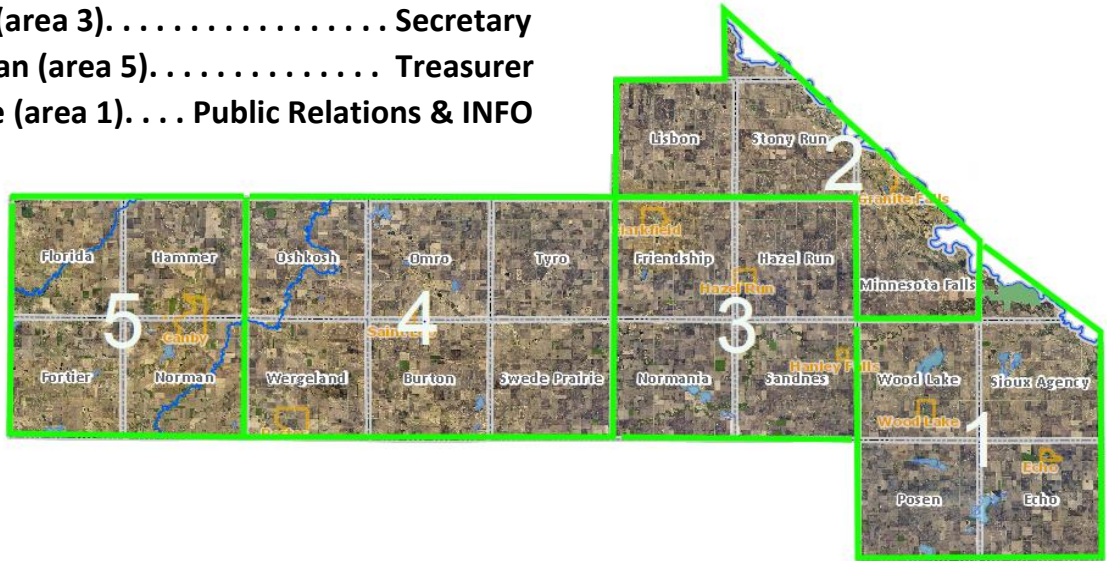 (area 3). . . . . . . . . . . . . . . . . Secretary
an (area 5). . . . . . . . . . . . . . Treasurer
e (area 1). . . . Public Relations & INFO
Lisbon Stony Run
2
Granite Falls
Clarkfield
Florida Hammer Oshkosh Omro Tyro Friendship Hazel Run
Hazel Run
Minnesota Falls
5 4 3
Canby
Hanley Falls
Fortier Norman Wergeland Burton Swede Prairie Normania Sandnes Wood Lake Sioux Agency
Wood Lake
1
Echo
Posen Echo